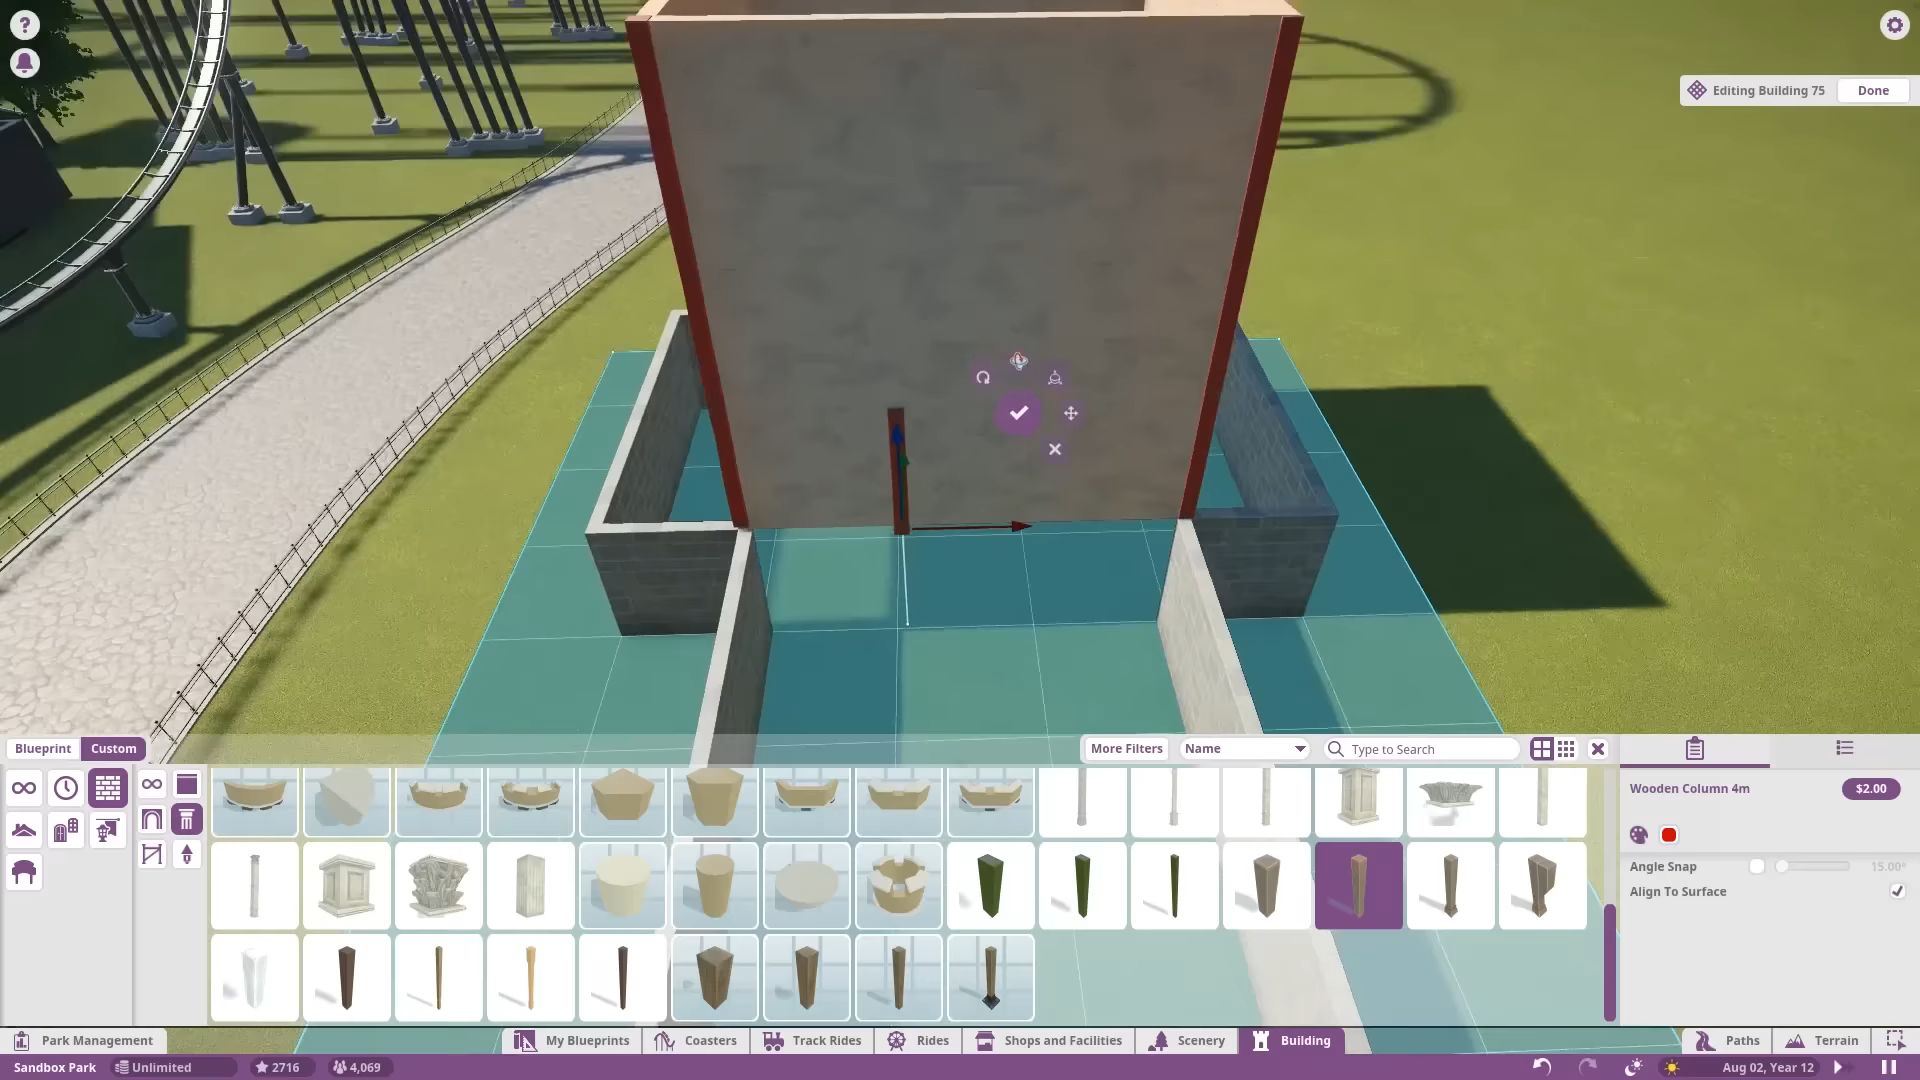 ?
Editing Building 75 Done
Blueprint Custom
More Filters Name Type to Search
Wooden Column 4m $2.00
Angle Snap 15.00°
Align To Surface
Park Management My Blueprints Coasters Track Rides Rides Shops and Facilities Scenery Building Paths Terrain
Sandbox Park Unlimited 2716 4,069 Aug 02, Year 12